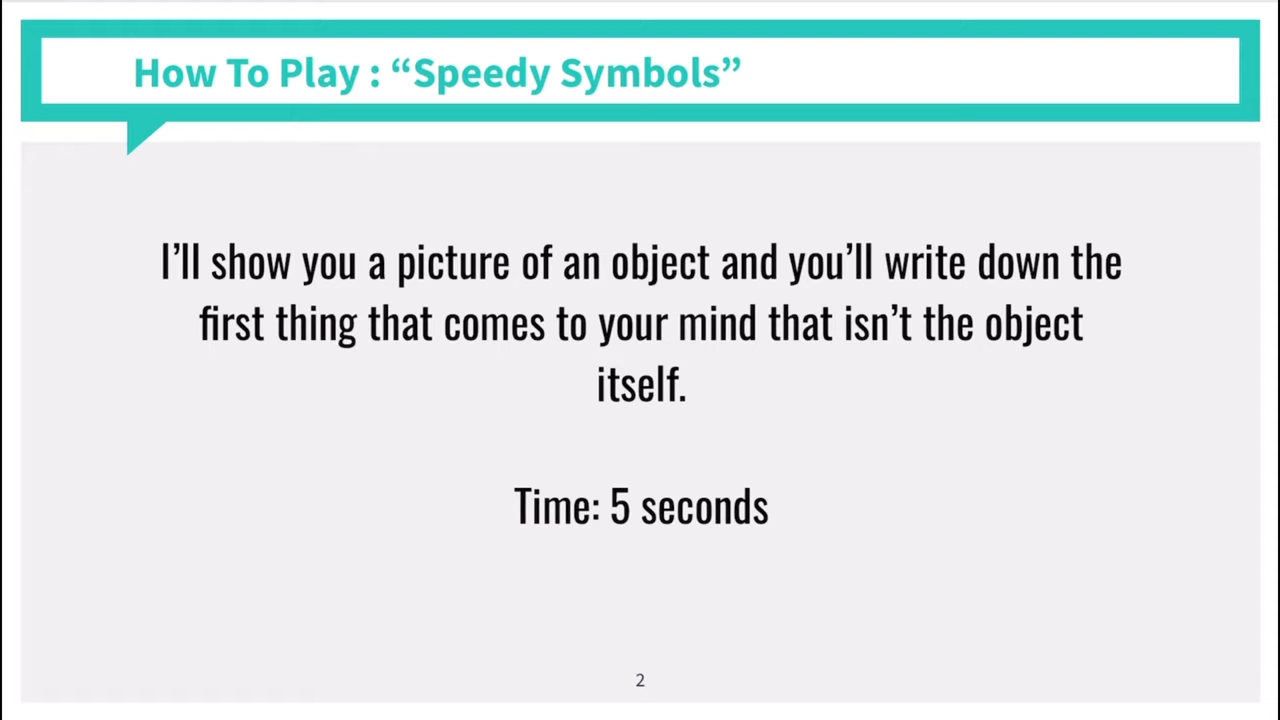 How To Play : “Speedy Symbols”
I’ll show you a picture of an object and you’ll write down the
first thing that comes to your mind that isn’t the object
itself.
Time: 5 seconds
2